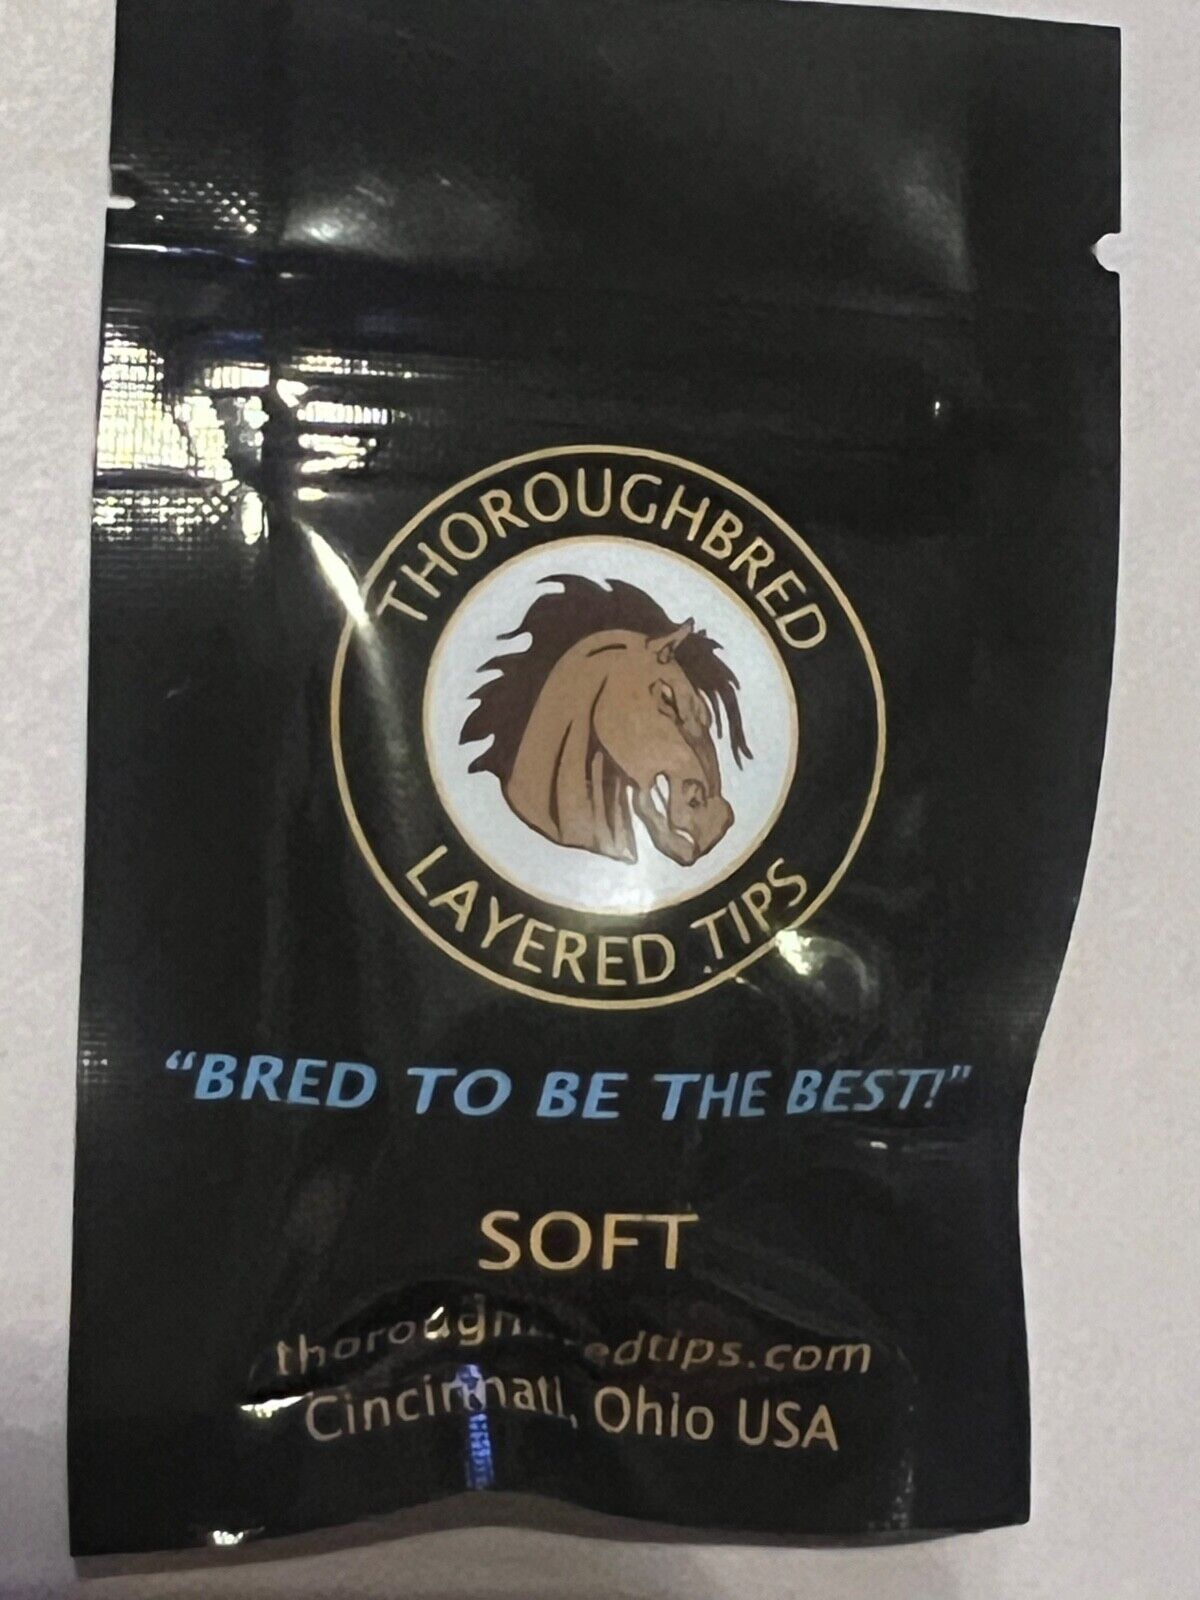 THOROUGHBRED
LAYERED TIPS
"BRED TO BE THE BEST!"
SOFT
Cincinnati, Ohio USA